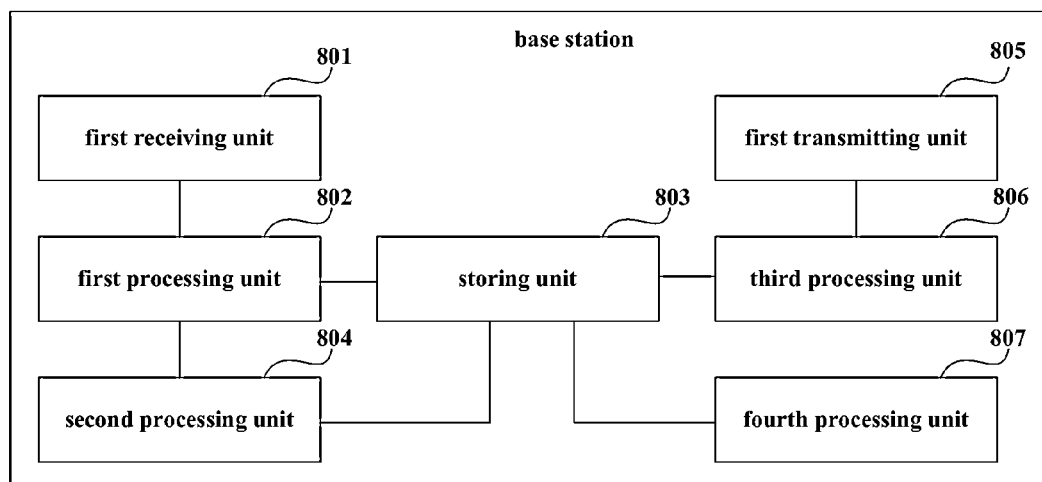 base station
801
805
first receiving unit
first transmitting unit
802
803
806
first processing unit
storing unit
third processing unit
804
807
second processing unit
fourth processing unit